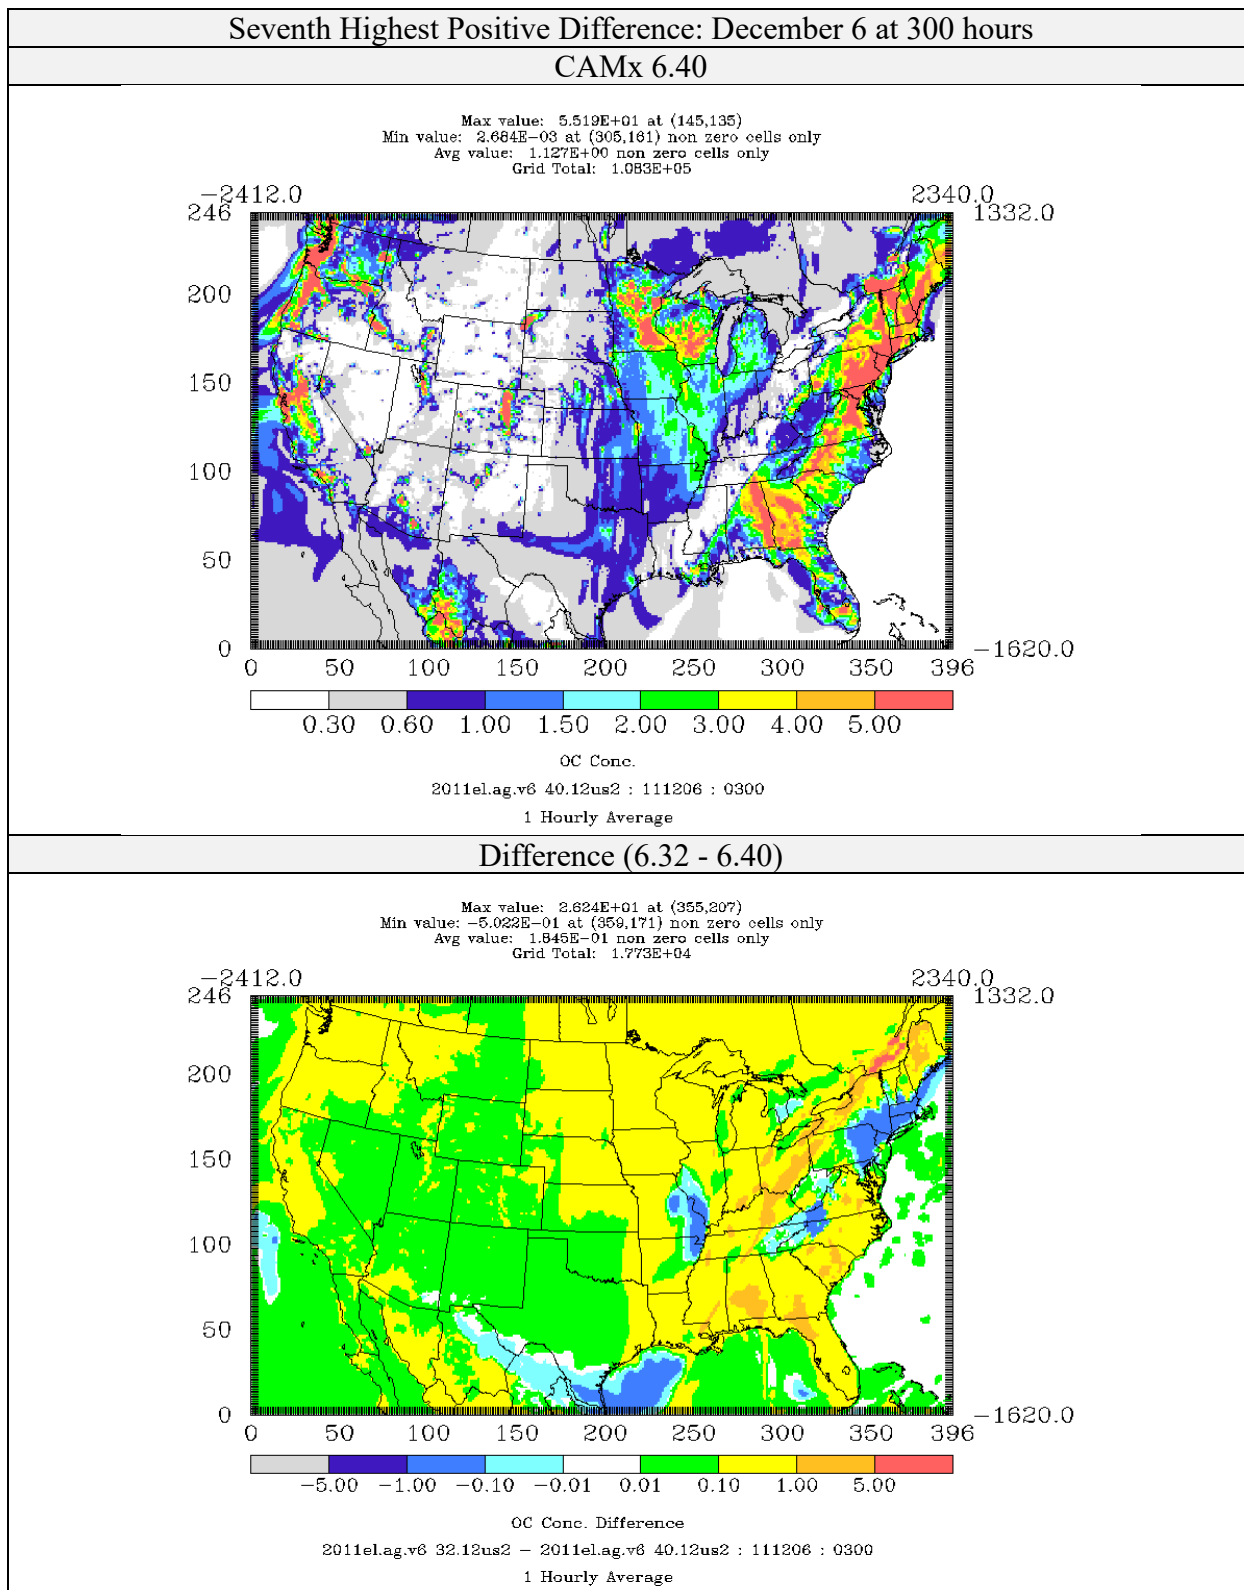 Seventh Highest Positive Difference: December 6 at 300 hours
CAMx 6.40
Max value: 5.519E+01 at (145,135)
Min value: 2.684E-03 at (305,161) non zero cells only
Avg value: 1.127E+00 non zero cells only
Grid Total: 1.083E+05
-2412.0 2340.0
246 1332.0
200
150
100
50
0 -1620.0
0 50 100 150 200 250 300 350 396
0.30 0.60 1.00 1.50 2.00 3.00 4.00 5.00
OC Conc.
2011el.ag.v6 40.12us2 : 111206 : 0300
1 Hourly Average
Difference (6.32 - 6.40)
Max value: 2.624E+01 at (355,207)
Min value: -5.022E-01 at (359,171) non zero cells only
Avg value: 1.845E-01 non zero cells only
Grid Total: 1.773E+04
-2412.0 2340.0
246 1332.0
200
150
100
50
0 -1620.0
0 50 100 150 200 250 300 350 396
-5.00 -1.00 -0.10 -0.01 0.01 0.10 1.00 5.00
OC Conc. Difference
2011el.ag.v6 32.12us2 - 2011el.ag.v6 40.12us2 : 111206 : 0300
1 Hourly Average